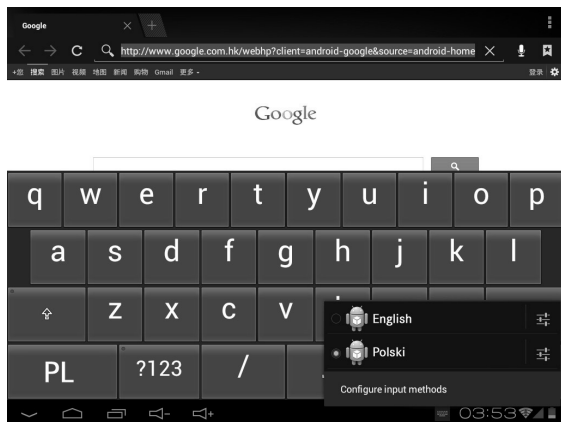 Google
http://www.google.com.hk/webhp?client=android-google&source=android-home
+您 搜索 图片 视频 地图 新闻 购物 Gmail 更多 登录
Google
q w e r t y u i o p
a s d f g h j k l
z x c v
English
Polski
PL ?123 /
Configure input methods
03:53